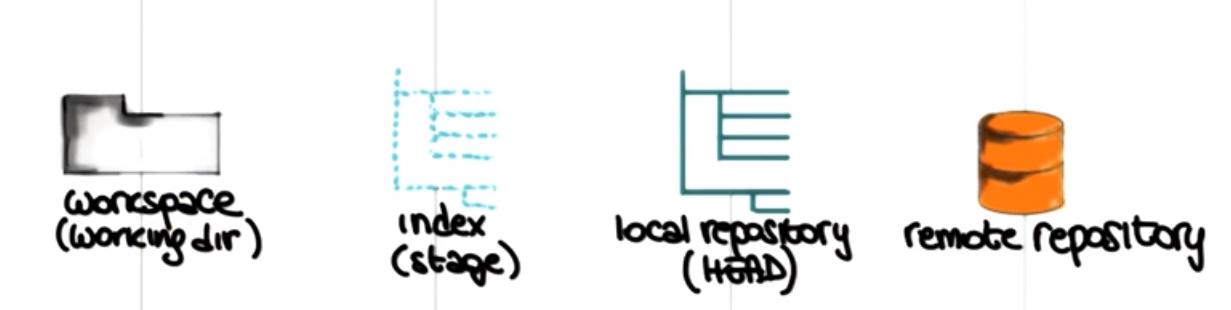 workspace
(working dir)
index
(stage)
local repository
(HEAD)
remote repository